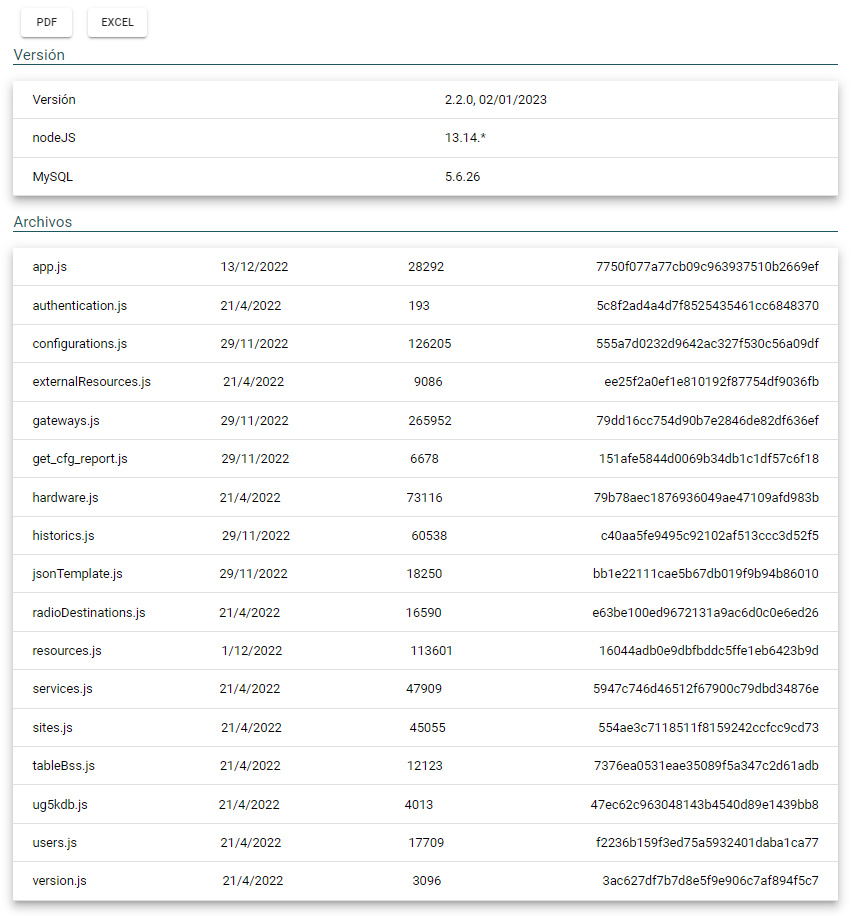 PDF EXCEL
Versión
Versión 2.2.0, 02/01/2023
nodeJS 13.14.*
MySQL 5.6.26
Archivos
app.js 13/12/2022 28292 7750f077a77cb09c963937510b2669ef
authentication.js 21/4/2022 193 5c8f2ad4a4d7f8525435461cc6848370
configurations.js 29/11/2022 126205 555a7d0232d9642ac327f530c56a09df
externalResources.js 21/4/2022 9086 ee25f2a0ef1e810192f87754df9036fb
gateways.js 29/11/2022 265952 79dd16cc754d90b7e2846de82df636ef
get_cfg_report.js 29/11/2022 6678 151afe5844d0069b34db1c1df57c6f18
hardware.js 21/4/2022 73116 79b78aec1876936049ae47109afd983b
historics.js 29/11/2022 60538 c40aa5fe9495c92102af513ccc3d52f5
jsonTemplate.js 29/11/2022 18250 bb1e22111cae5b67db019f9b94b86010
radioDestinations.js 21/4/2022 16590 e63be100ed9672131a9ac6d0c0e6ed26
resources.js 1/12/2022 113601 16044adb0e9dbfbddc5ffe1eb6423b9d
services.js 21/4/2022 47909 5947c746d46512f67900c79dbd34876e
sites.js 21/4/2022 45055 554ae3c7118511f8159242ccfcc9cd73
tableBss.js 21/4/2022 12123 7376ea0531eae35089f5a347c2d61adb
ug5kdb.js 21/4/2022 4013 47ec62c963048143b4540d89e1439bb8
users.js 21/4/2022 17709 f2236b159f3ed75a5932401daba1ca77
version.js 21/4/2022 3096 3ac627df7b7d8e5f9e906c7af894f5c7